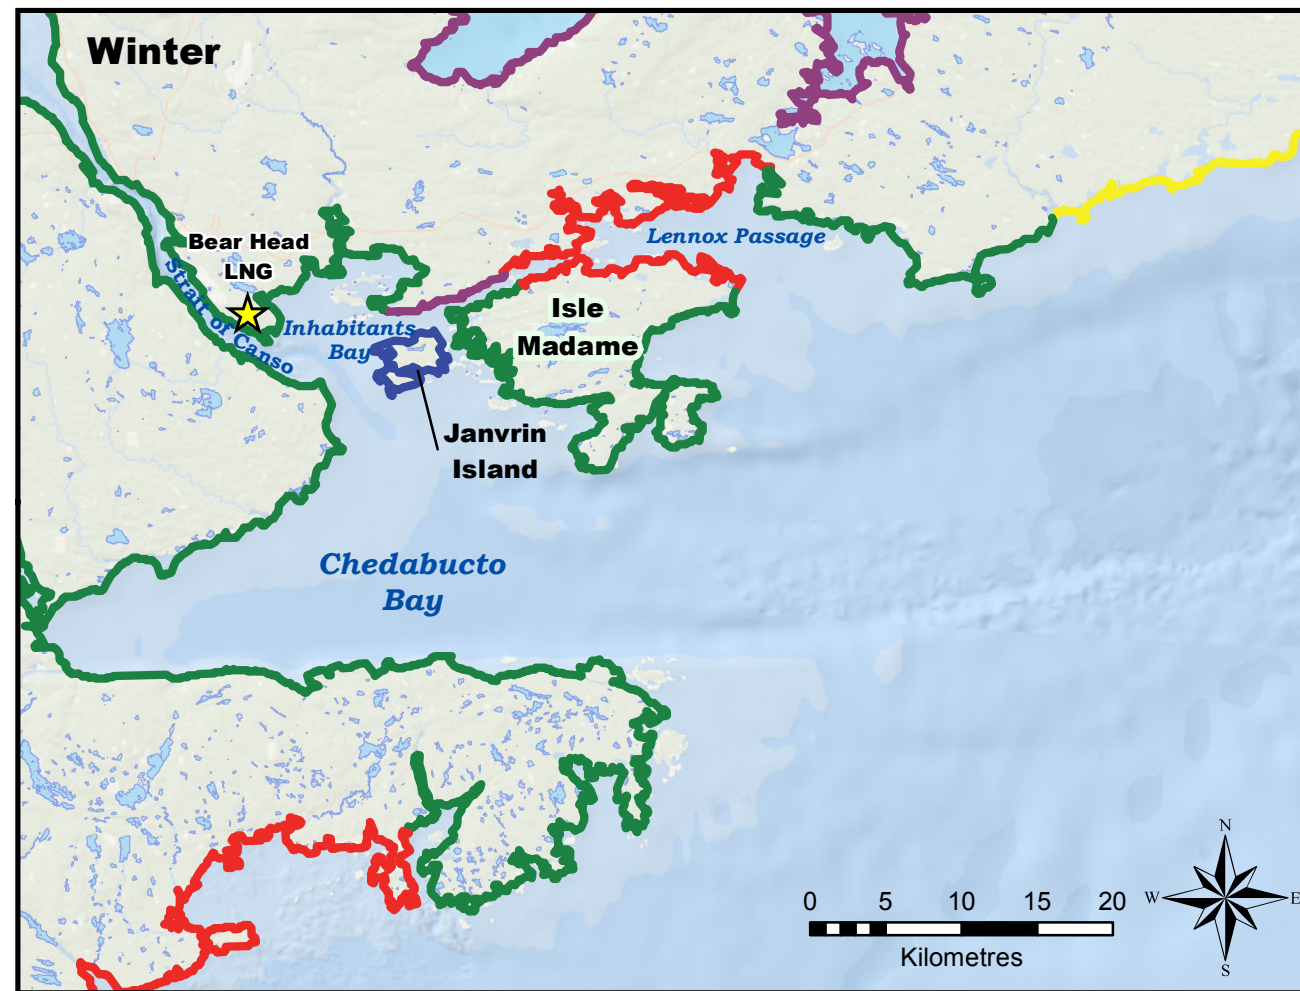 Winter
Bear Head
LNG
Strait of Canso
Inhabitants
Bay
Lennox Passage
Isle
Madame
Janvrin
Island
Chedabucto
Bay
0 5 10 15 20
Kilometres
N
W E
S